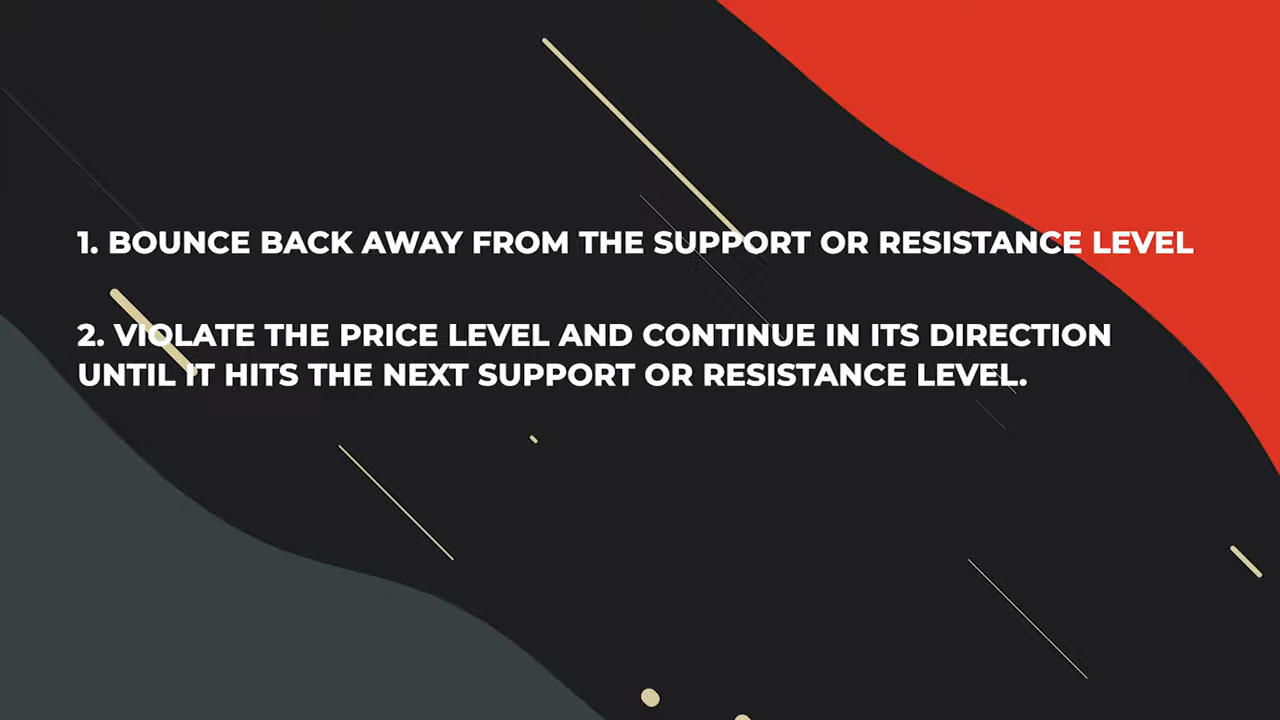 1. BOUNCE BACK AWAY FROM THE SUPPORT OR RESISTANCE LEVEL
2. VIOLATE THE PRICE LEVEL AND CONTINUE IN ITS DIRECTION
UNTIL IT HITS THE NEXT SUPPORT OR RESISTANCE LEVEL.